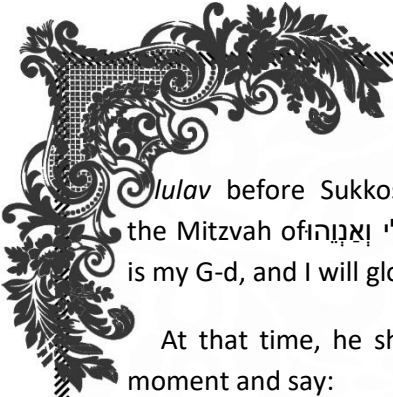 lulav before Sukkos
the Mitzvah of לִי וְאַנְוֵהוּ
is my G-d, and I will glo
At that time, he sh
moment and say: